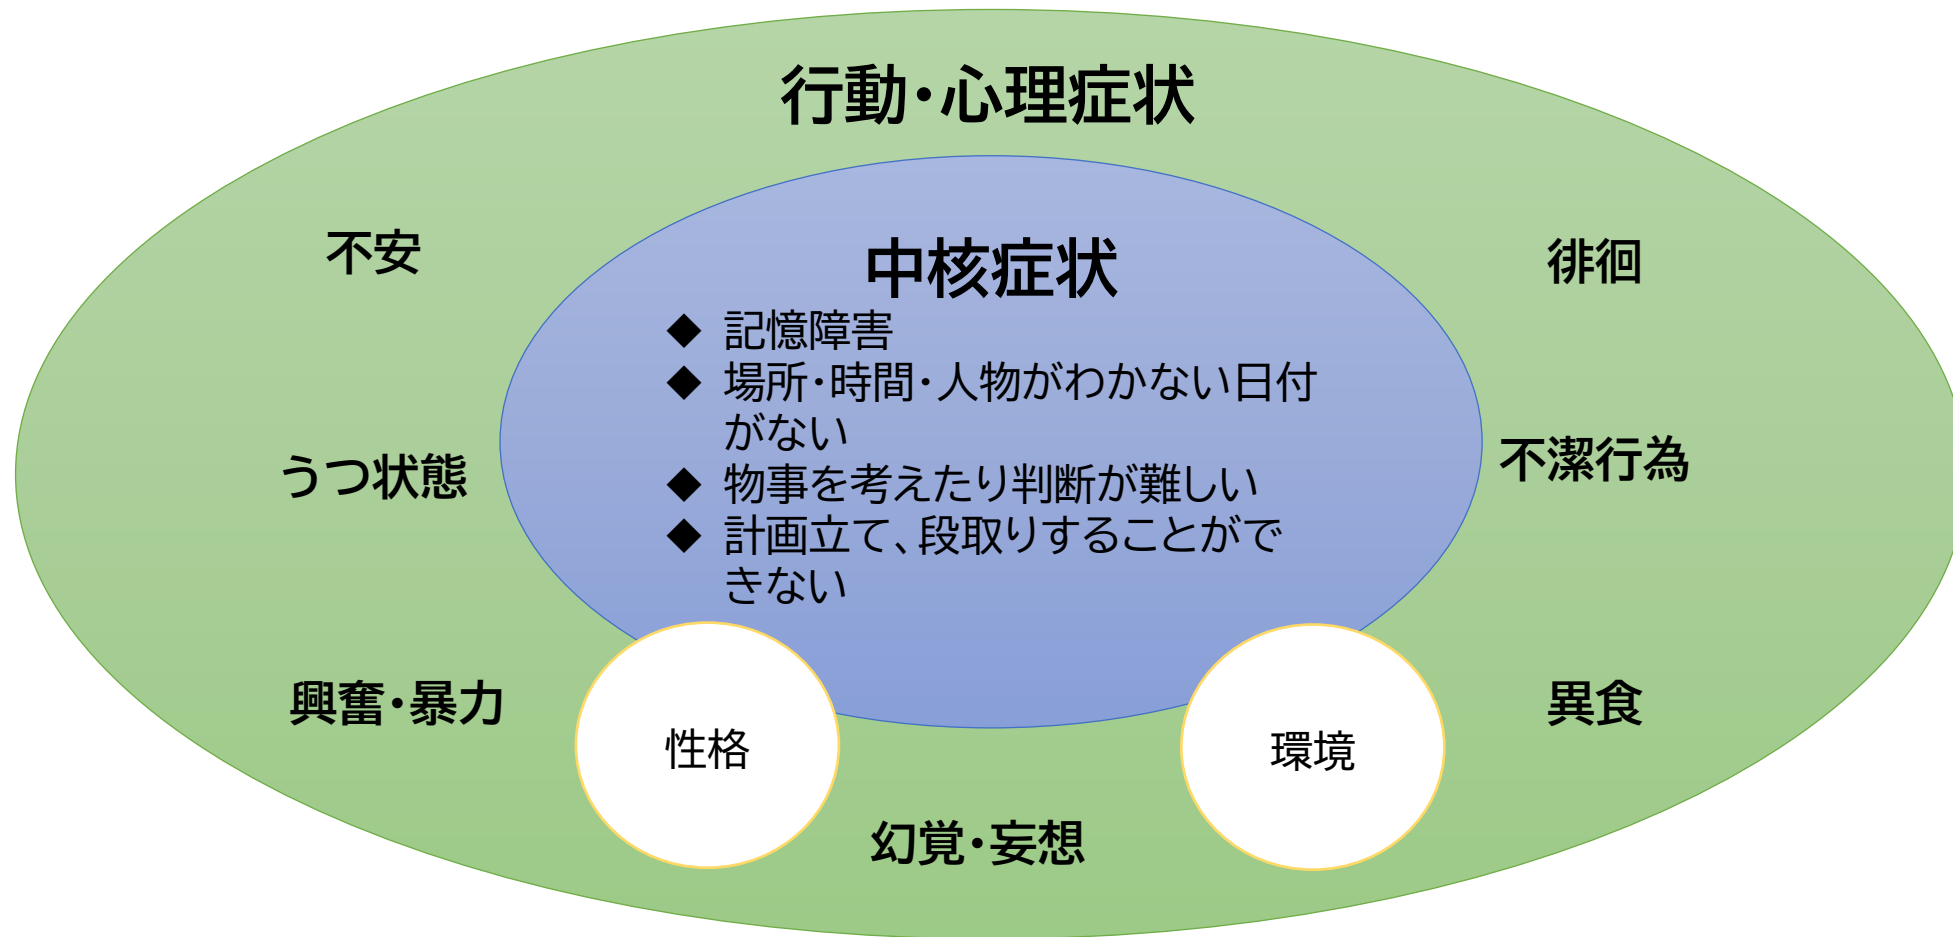 行動・心理症状
不安
徘徊
中核症状
◆ 記憶障害
◆ 場所・時間・人物がわかない日付
がない
◆ 物事を考えたり判断が難しい
◆ 計画立て、段取りすることがで
きない
うつ状態
不潔行為
興奮・暴力
異食
性格
環境
幻覚・妄想